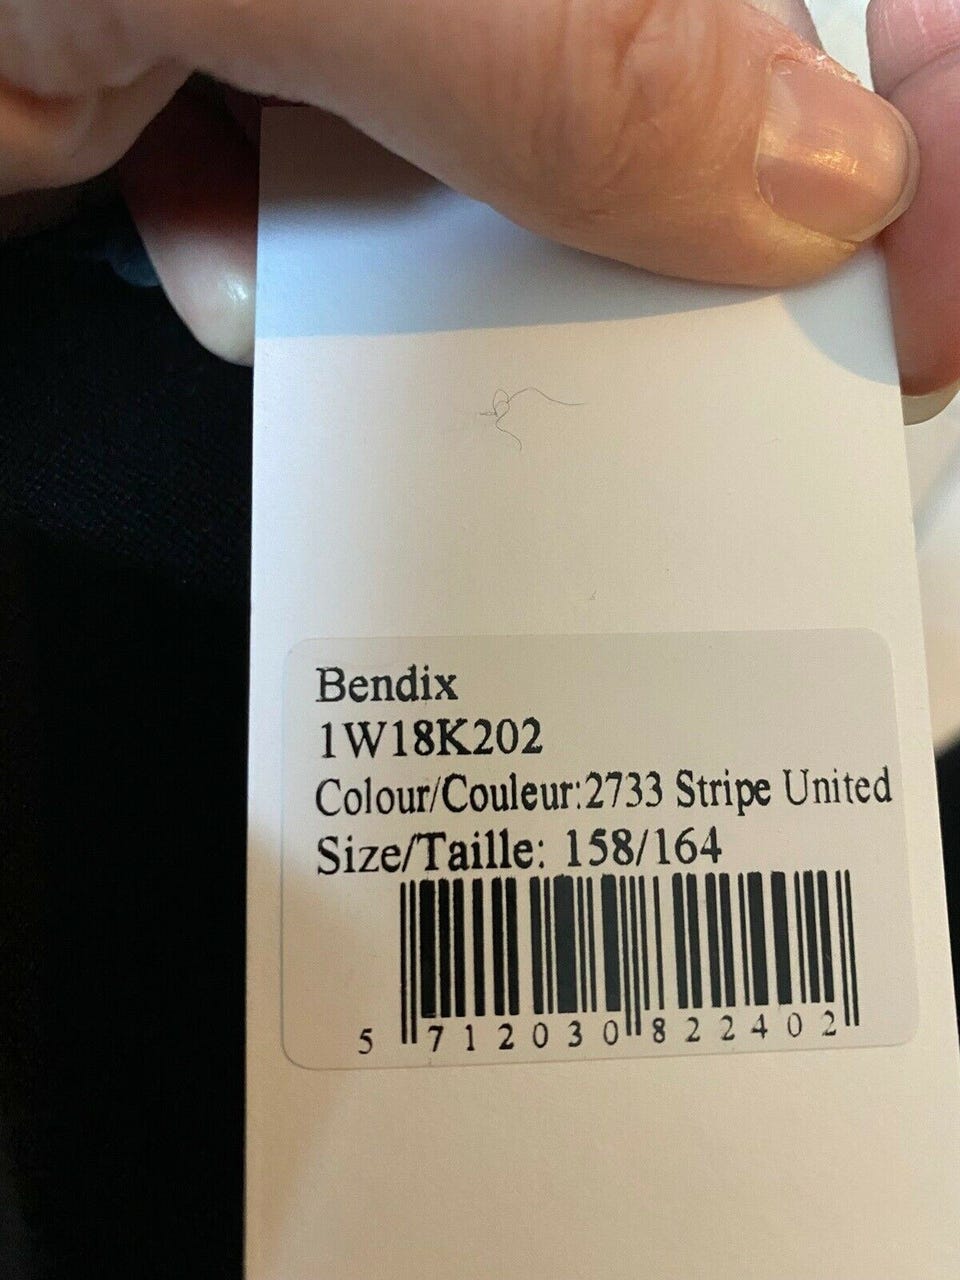 Bendix
1W18K202
Colour/Couleur:2733 Stripe United
Size/Taille: 158/164
5 712030 822402